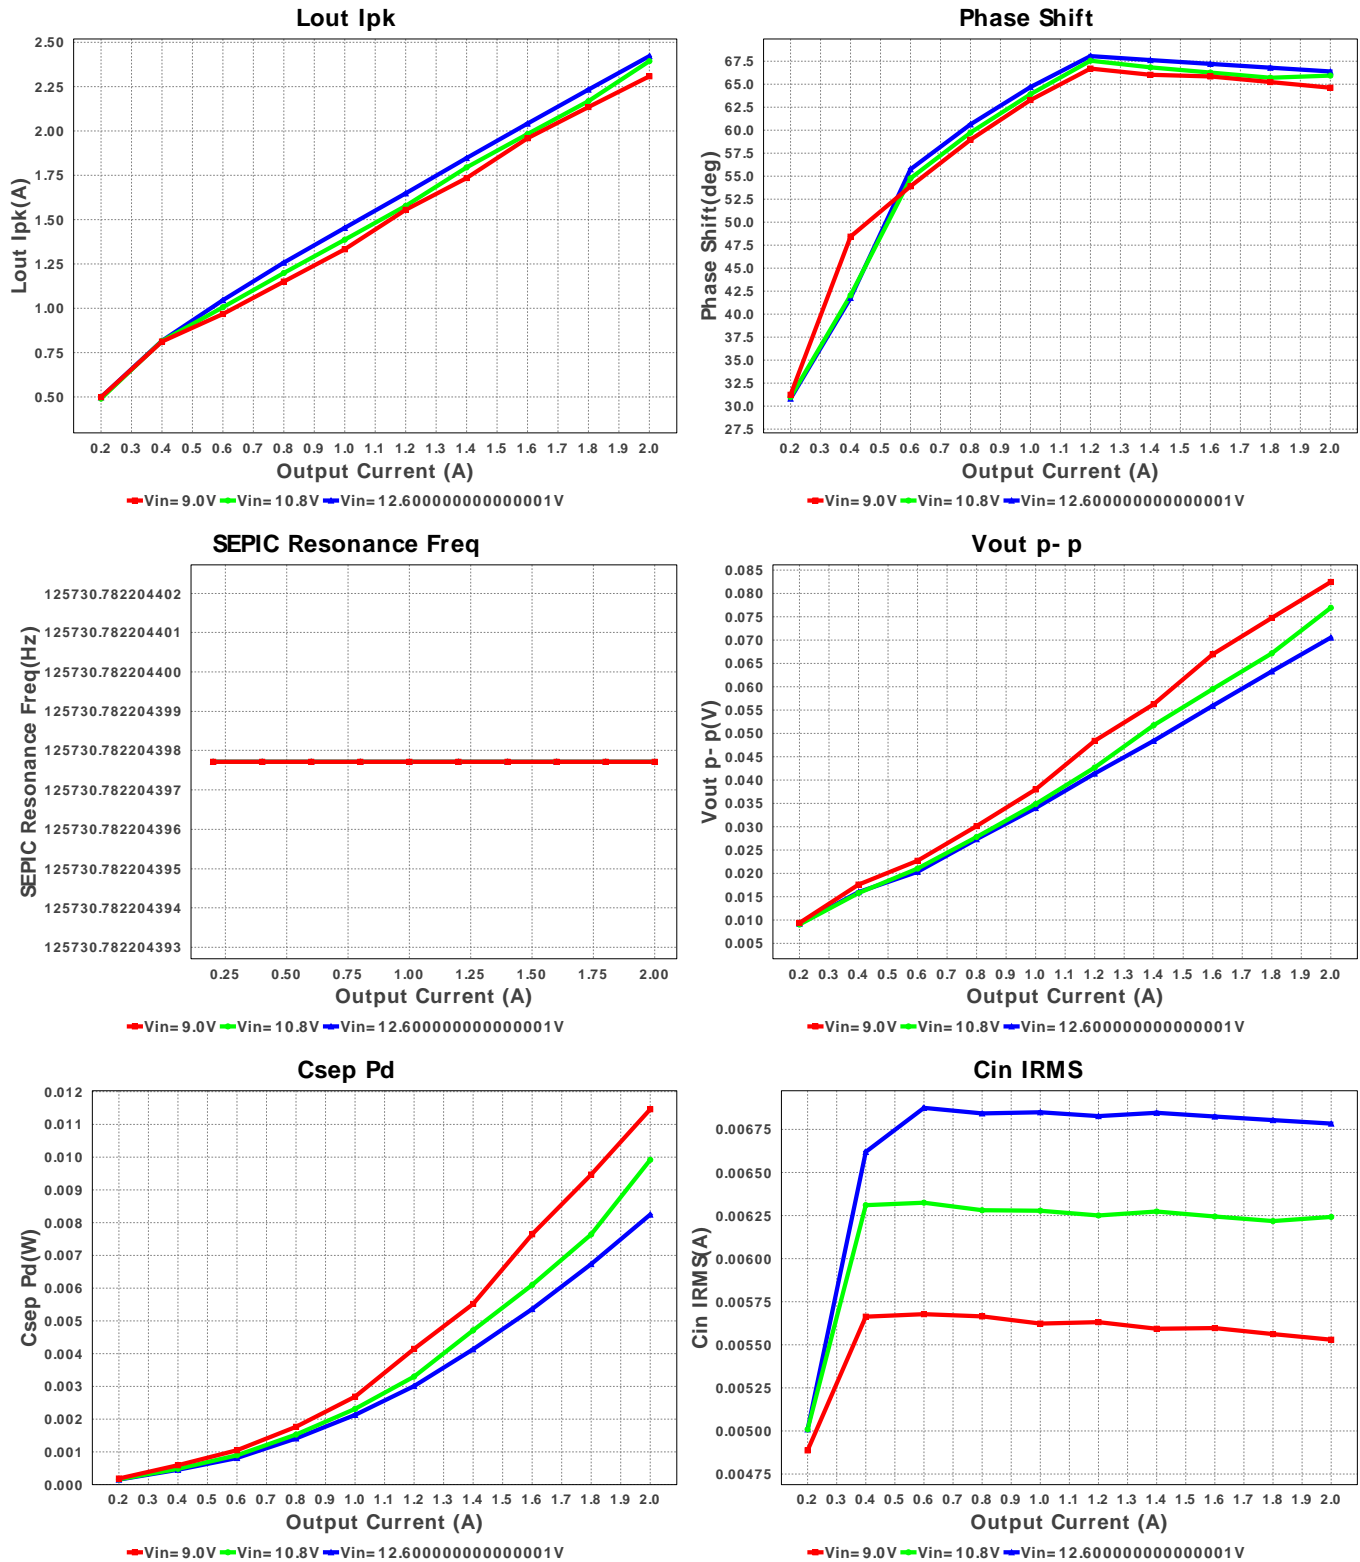 Lout Ipk
2.50
2.25
2.00
1.75
1.50
1.25
1.00
0.75
0.50
Lout Ipk(A)
0.2 0.3 0.4 0.5 0.6 0.7 0.8 0.9 1.0 1.1 1.2 1.3 1.4 1.5 1.6 1.7 1.8 1.9 2.0
Output Current (A)
Vin= 9.0V Vin= 10.8V Vin= 12.600000000000001V
Phase Shift
67.5
65.0
62.5
60.0
57.5
55.0
52.5
50.0
47.5
45.0
42.5
40.0
37.5
35.0
32.5
30.0
27.5
Phase Shift(deg)
0.2 0.3 0.4 0.5 0.6 0.7 0.8 0.9 1.0 1.1 1.2 1.3 1.4 1.5 1.6 1.7 1.8 1.9 2.0
Output Current (A)
Vin= 9.0V Vin= 10.8V Vin= 12.600000000000001V
SEPIC Resonance Freq
125730.782204402
125730.782204401
125730.782204400
125730.782204399
125730.782204398
125730.782204397
125730.782204396
125730.782204395
125730.782204394
125730.782204393
SEPIC Resonance Freq(Hz)
0.25 0.50 0.75 1.00 1.25 1.50 1.75 2.00
Output Current (A)
Vin= 9.0V Vin= 10.8V Vin= 12.600000000000001V
Vout p- p
0.085
0.080
0.075
0.070
0.065
0.060
0.055
0.050
0.045
0.040
0.035
0.030
0.025
0.020
0.015
0.010
0.005
Vout p- p(V)
0.2 0.3 0.4 0.5 0.6 0.7 0.8 0.9 1.0 1.1 1.2 1.3 1.4 1.5 1.6 1.7 1.8 1.9 2.0
Output Current (A)
Vin= 9.0V Vin= 10.8V Vin= 12.600000000000001V
Csep Pd
0.012
0.011
0.010
0.009
0.008
0.007
0.006
0.005
0.004
0.003
0.002
0.001
0.000
Csep Pd(W)
0.2 0.3 0.4 0.5 0.6 0.7 0.8 0.9 1.0 1.1 1.2 1.3 1.4 1.5 1.6 1.7 1.8 1.9 2.0
Output Current (A)
Vin= 9.0V Vin= 10.8V Vin= 12.600000000000001V
Cin IRMS
0.00675
0.00650
0.00625
0.00600
0.00575
0.00550
0.00525
0.00500
0.00475
Cin IRMS(A)
0.2 0.3 0.4 0.5 0.6 0.7 0.8 0.9 1.0 1.1 1.2 1.3 1.4 1.5 1.6 1.7 1.8 1.9 2.0
Output Current (A)
Vin= 9.0V Vin= 10.8V Vin= 12.600000000000001V